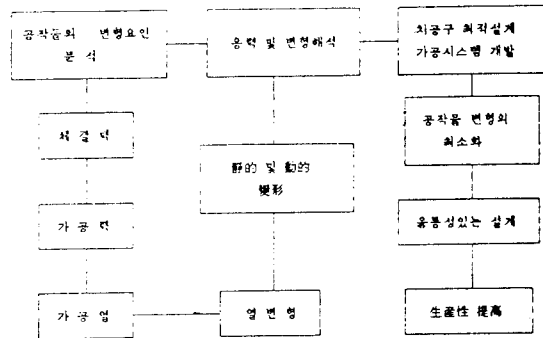 공작물의 변형요인
분 석
응력 및 변형해석
치공구 최적설계
가공시스템 개발
체 결 력
靜的 및 動的
變形
공작물 변형의
최소화
가 공 력
융통성있는 설계
가 공 열
열 변 형
生産性 提高